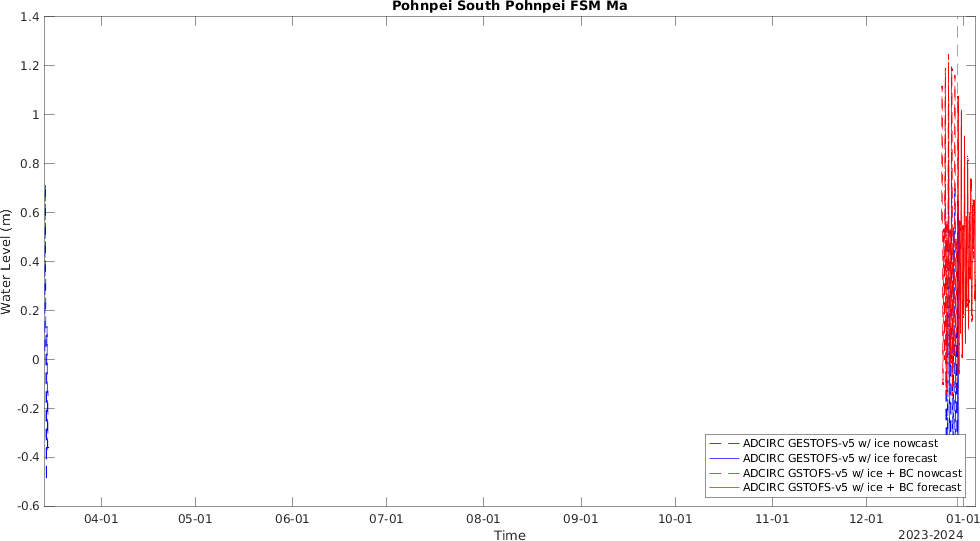 Pohnpei South Pohnpei FSM Ma
1.4
1.2
1
0.8
0.6
0.4
0.2
0
-0.2
-0.4
-0.6
Water Level (m)
ADCIRC GESTOFS-v5 w/ ice nowcast
ADCIRC GESTOFS-v5 w/ ice forecast
ADCIRC GSTOFS-v5 w/ ice + BC nowcast
ADCIRC GSTOFS-v5 w/ ice + BC forecast
04-01 05-01 06-01 07-01 08-01 09-01 10-01 11-01 12-01 01-01
Time
2023-2024